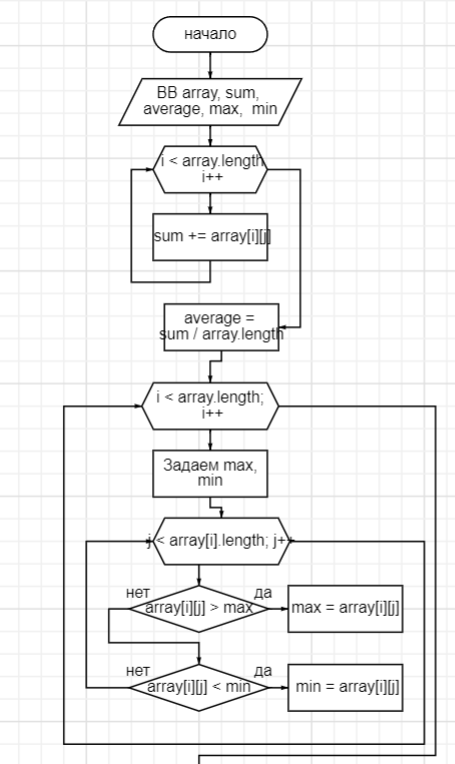 начало
ВВ array, sum,
average, max, min
i < array.length
i++
sum += array[i][j]
average =
sum / array.length
i < array.length;
i++
Задаем max,
min
j < array[i].length; j++
нет
да
array[i][j] > max
max = array[i][j]
нет
да
array[i][j] < min
min = array[i][j]